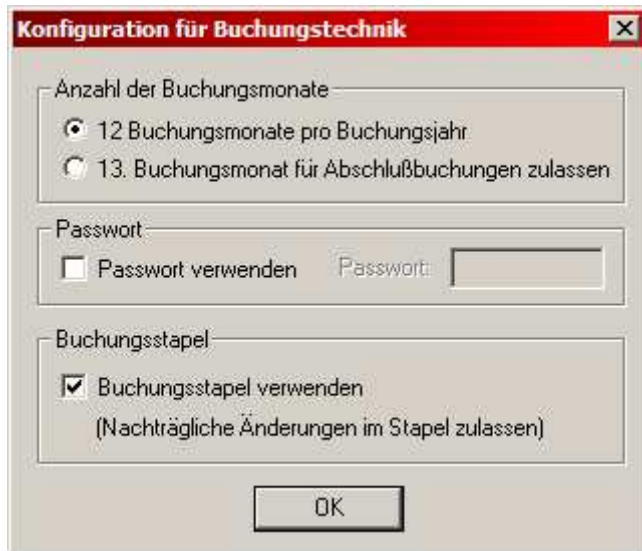 Konfiguration für Buchungstechnik
Anzahl der Buchungsmonate
12 Buchungsmonate pro Buchungsjahr
13. Buchungsmonat für Abschlußbuchungen zulassen
Passwort
Passwort verwenden Passwort:
Buchungsstapel
Buchungsstapel verwenden
(Nachträgliche Änderungen im Stapel zulassen)
OK